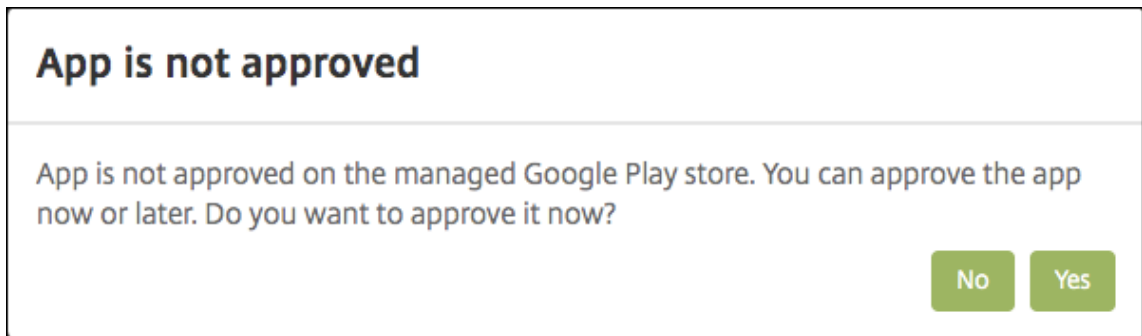 App is not approved
App is not approved on the managed Google Play store. You can approve the app
now or later. Do you want to approve it now?
No Yes